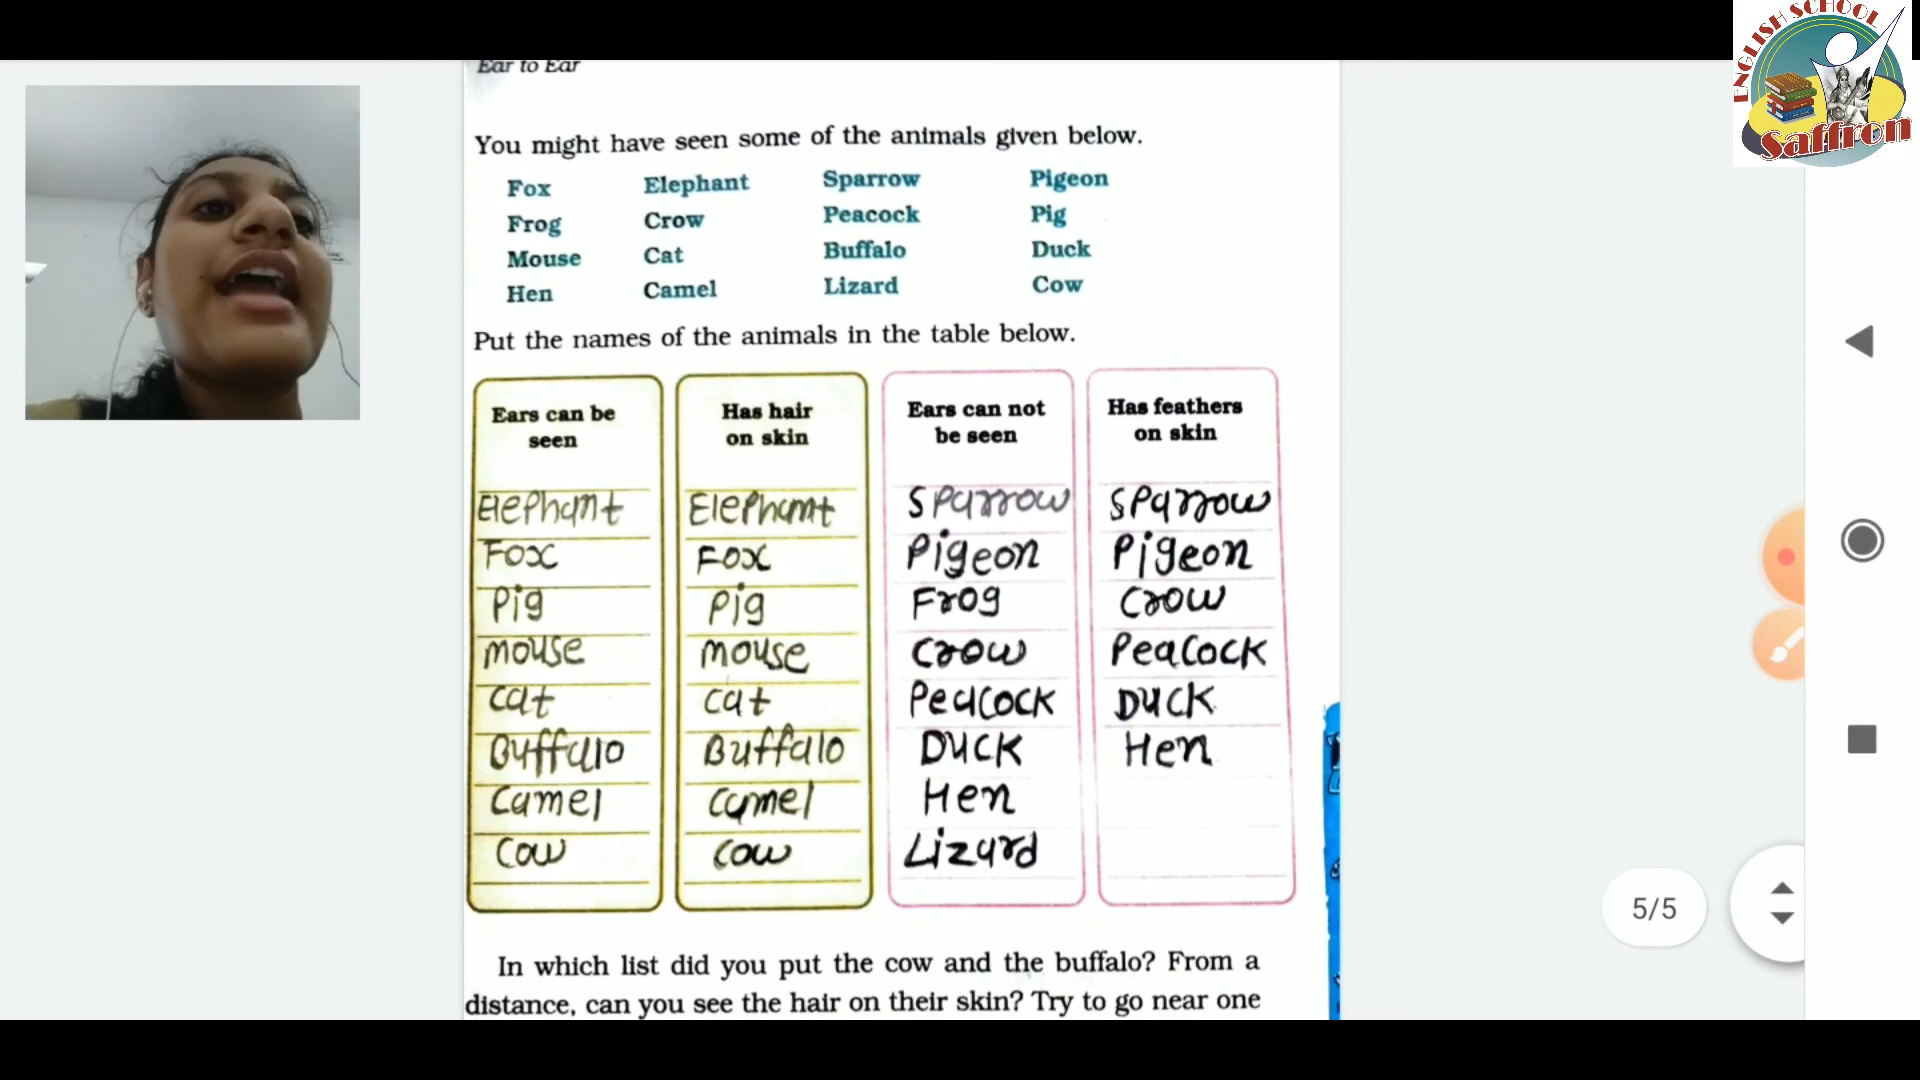 Ear to Ear
You might have seen some of the animals given below.
Fox Elephant Sparrow Pigeon
Frog Crow Peacock Pig
Mouse Cat Buffalo Duck
Hen Camel Lizard Cow
Put the names of the animals in the table below.
Ears can be seen
Elephant
Fox
Pig
Mouse
Cat
Buffalo
Camel
Cow
Has hair on skin
Elephant
Fox
Pig
Mouse
Cat
Buffalo
Camel
Cow
Ears can not be seen
Sparrow
Pigeon
Frog
Crow
Peacock
Duck
Hen
Lizard
Has feathers on skin
Sparrow
Pigeon
Crow
Peacock
Duck
Hen
In which list did you put the cow and the buffalo? From a
distance, can you see the hair on their skin? Try to go near one
5/5
ENGLISH SCHOOL
Saffron